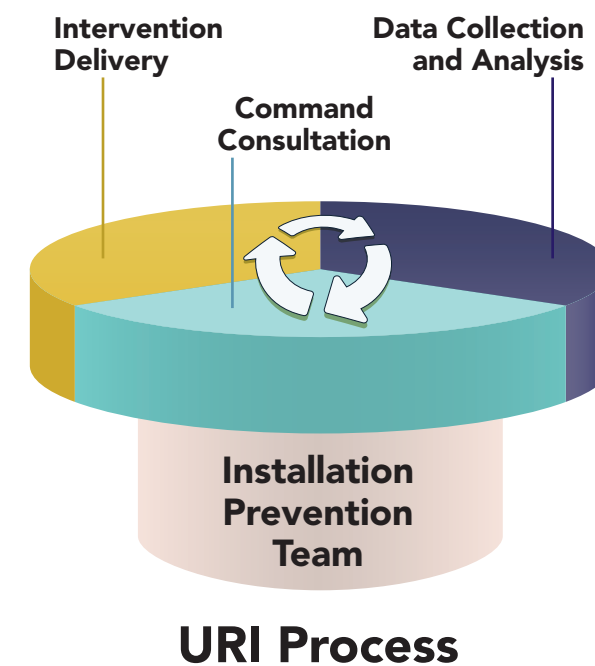 Intervention
Delivery
Data Collection
and Analysis
Command
Consultation
Installation
Prevention
Team
URI Process